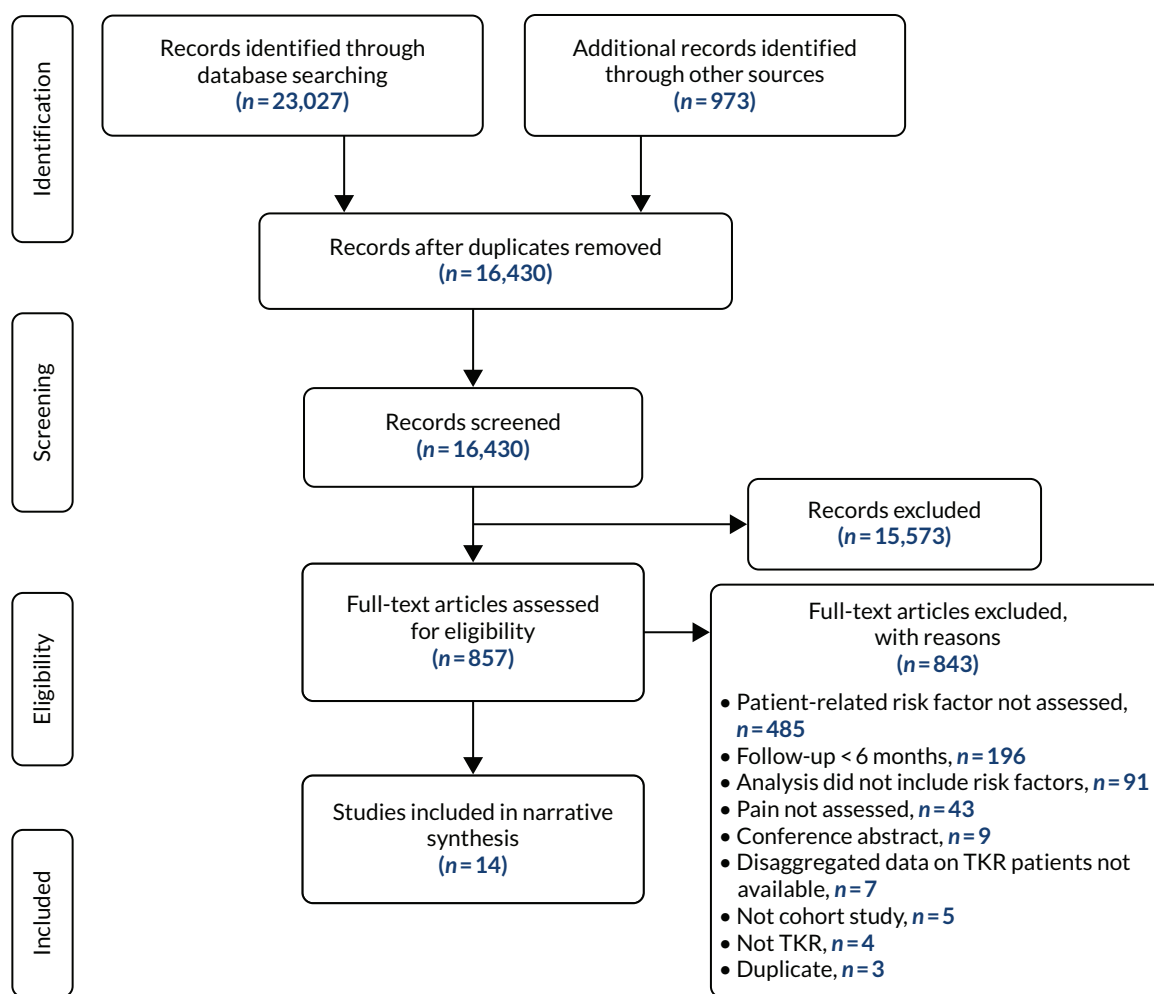 Identification
Records identified through
database searching
(n=23,027)
Additional records identified
through other sources
(n=973)
Records after duplicates removed
(n=16,430)
Screening
Records screened
(n=16,430)
Records excluded
(n=15,573)
Eligibility
Full-text articles assessed
for eligibility
(n=857)
Full-text articles excluded,
with reasons
(n=843)
• Patient-related risk factor not assessed,
n=485
• Follow-up < 6 months, n=196
• Analysis did not include risk factors, n=91
• Pain not assessed, n=43
• Conference abstract, n=9
• Disaggregated data on TKR patients not
available, n=7
• Not cohort study, n=5
• Not TKR, n=4
• Duplicate, n=3
Included
Studies included in narrative
synthesis
(n=14)